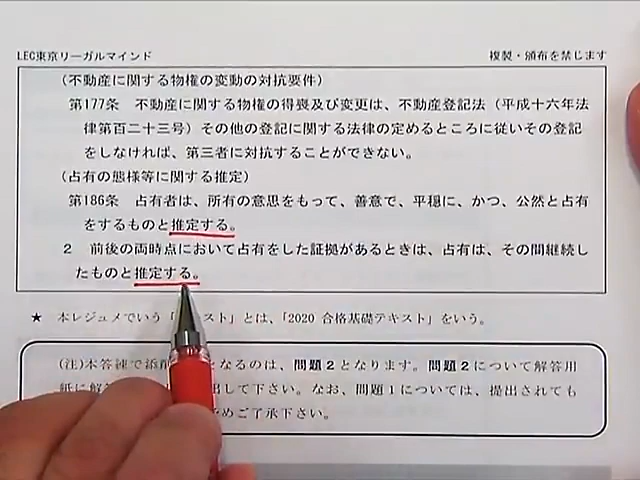 LEC東京リーガルマインド
複製・頒布を禁じます
(不動産に関する物権の変動の対抗要件)
第177条 不動産に関する物権の得喪及び変更は、不動産登記法(平成十六年法
律第百二十三号)その他の登記に関する法律の定めるところに従いその登記
をしなければ、第三者に対抗することができない。
(占有の態様等に関する推定)
第186条 占有者は、所有の意思をもって、善意で、平穏に、かつ、公然と占有
をするものと推定する。
2 前後の両時点において占有をした証拠があるときは、占有は、その間継続し
たものと推定する。
★ 本レジュメでいう「 スト」とは、「2020 合格基礎テキスト」をいう。
(注)本答練で添削 となるのは、問題2となります。問題2について解答用
紙に解答 出して下さい。なお、問題1については、提出されても
めご了承下さい。